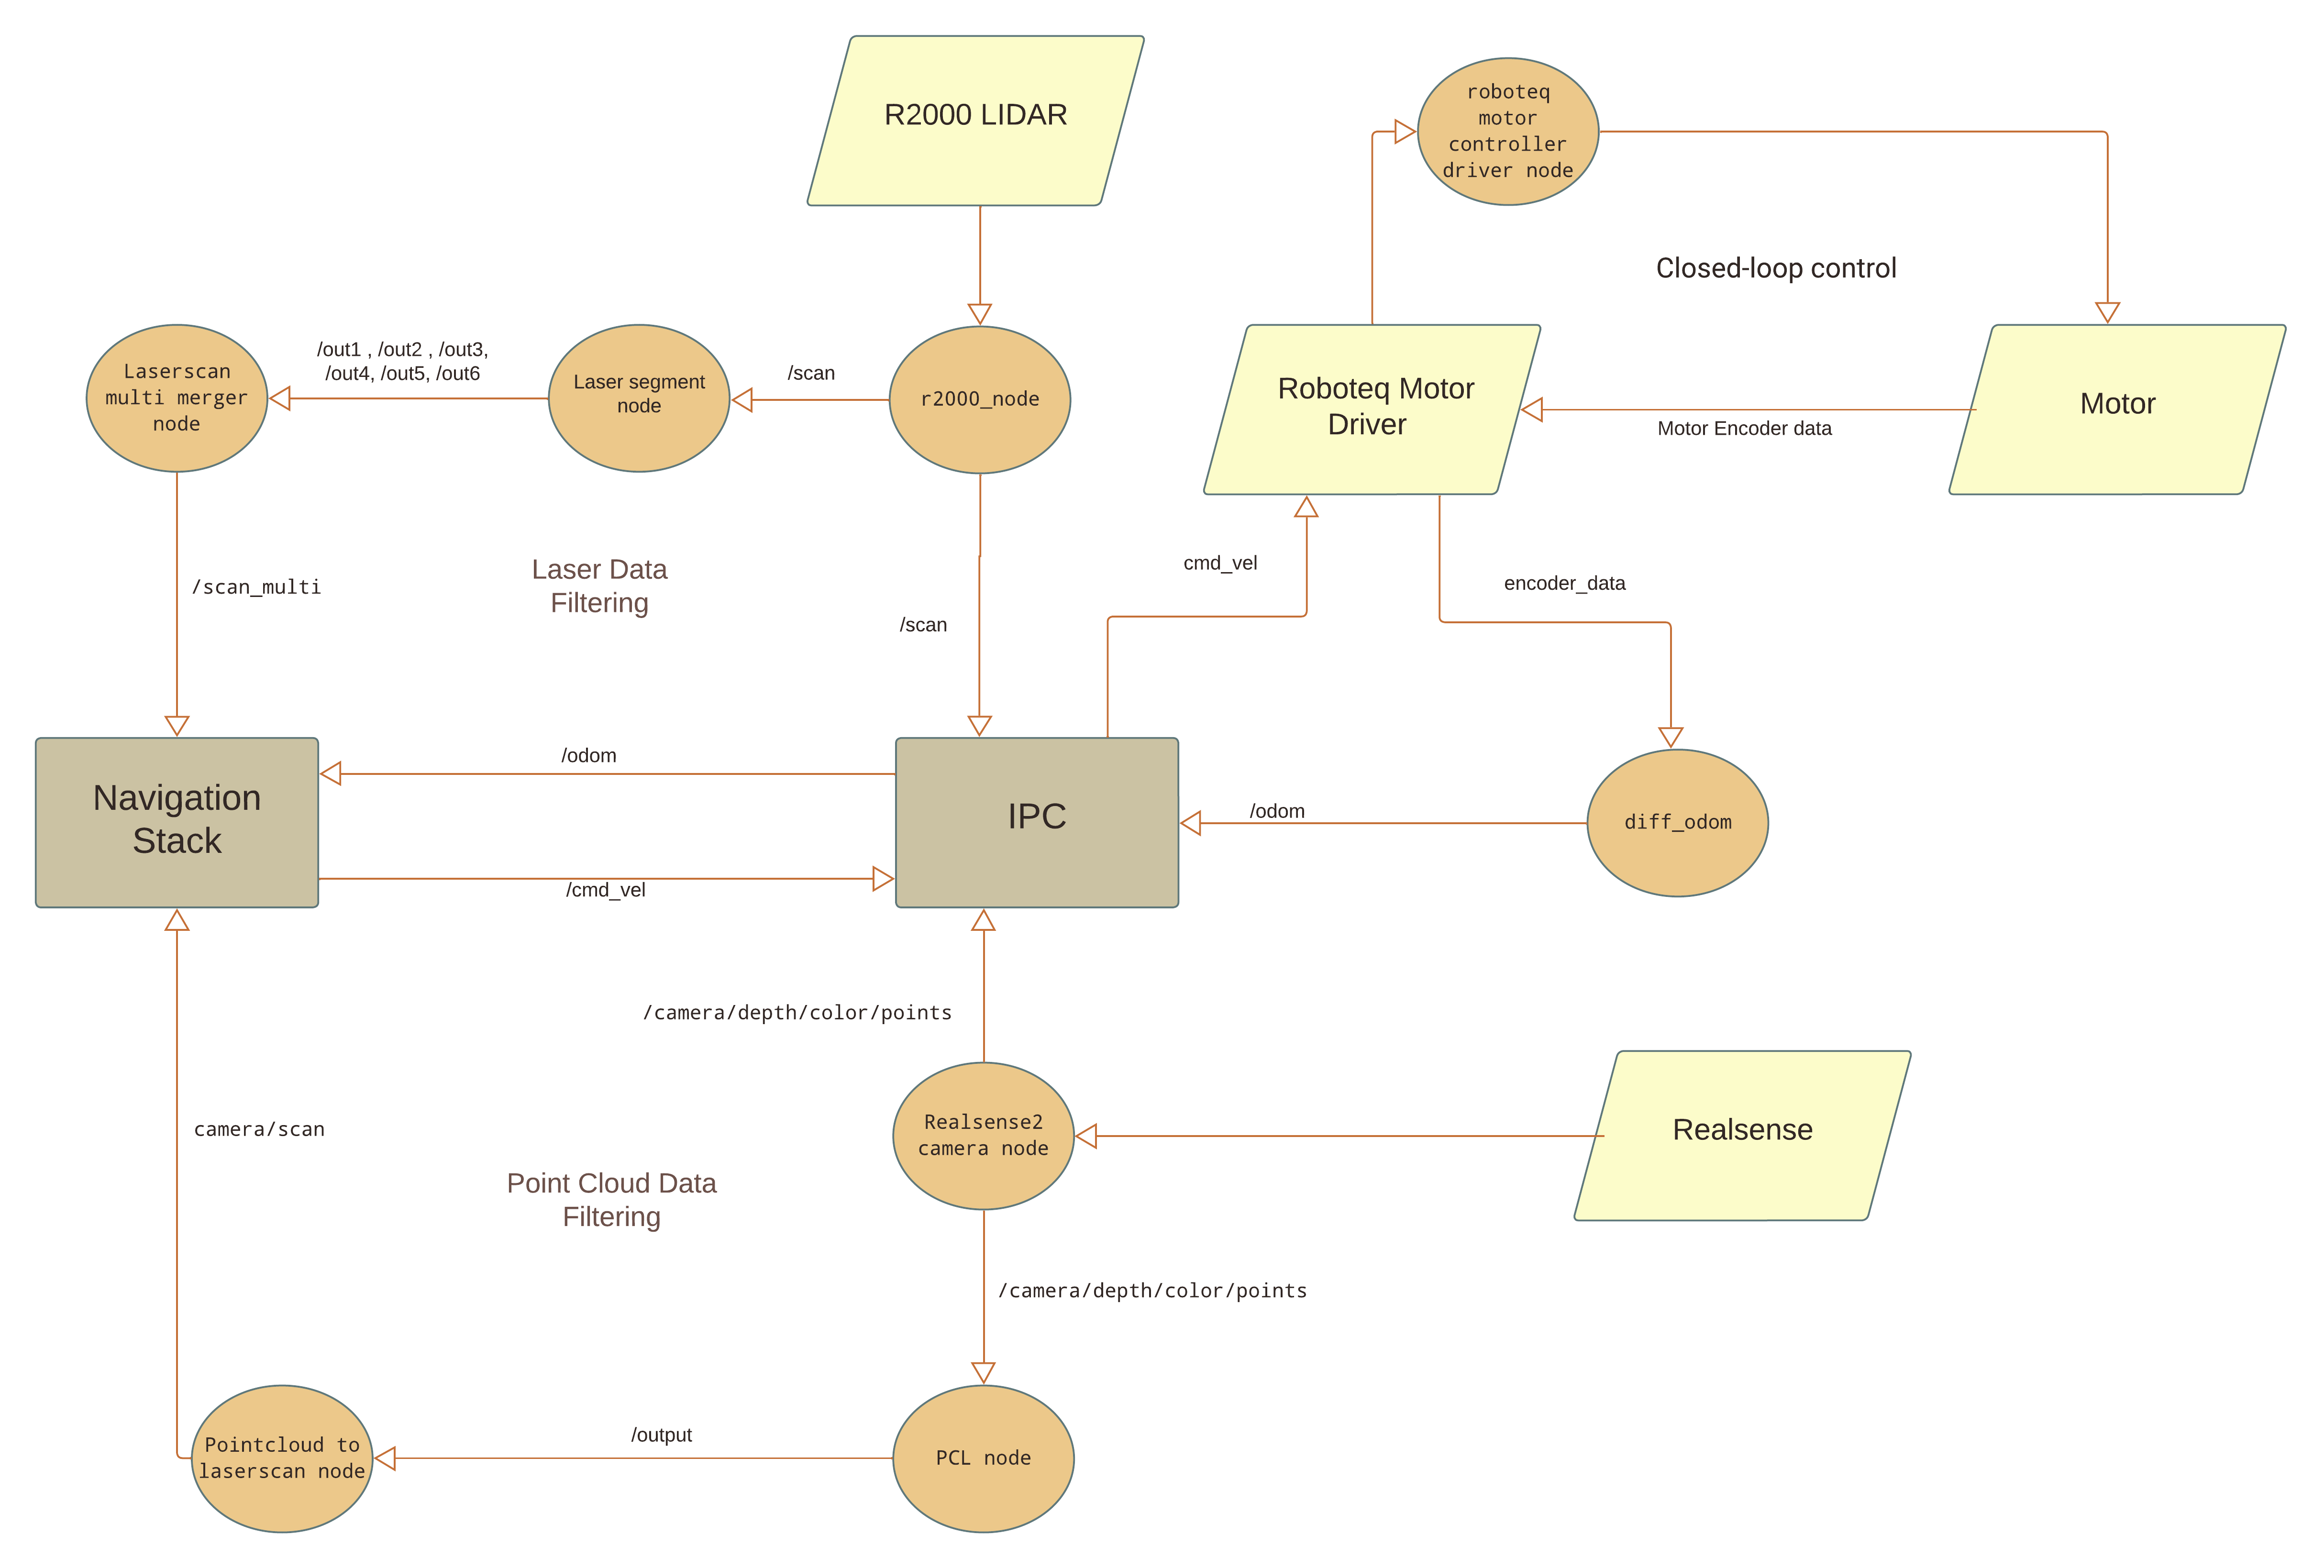 R2000 LIDAR
roboteq
motor
controller
driver node
Closed-loop control
/out1 , /out2 , /out3,
/out4, /out5, /out6
/scan
Laserscan
multi merger
node
Laser segment
node
r2000_node
Roboteq Motor
Driver
Motor
Motor Encoder data
/scan_multi
Laser Data
Filtering
/scan
cmd_vel
encoder_data
Navigation
Stack
/odom
/cmd_vel
IPC
/odom
diff_odom
/camera/depth/color/points
camera/scan
Point Cloud Data
Filtering
Realsense2
camera node
Realsense
/camera/depth/color/points
Pointcloud to
laserscan node
/output
PCL node